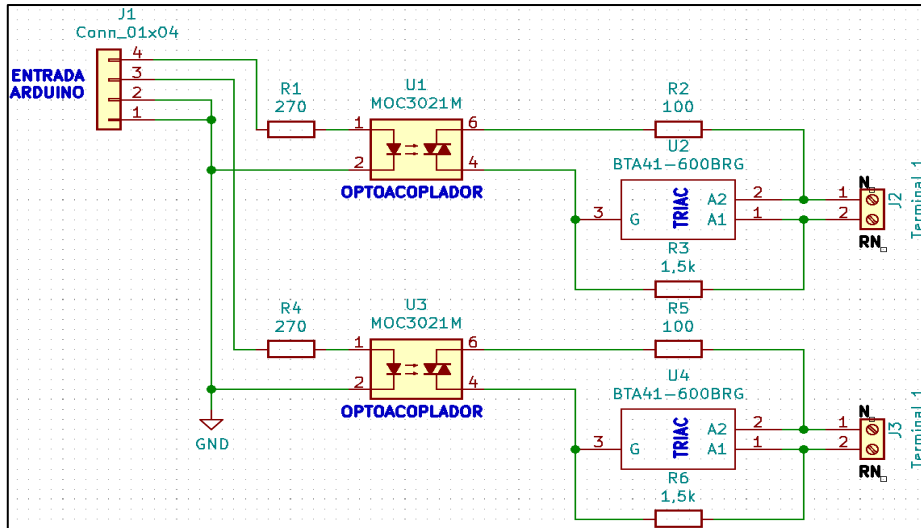 J1
Conn_01x04
ENTRADA
ARDUINO
4
3
2
1
R1
270
U1
MOC3021M
1
2
6
4
OPTOACOPLADOR
R2
100
U2
BTA41-600BRG
3
G
TRIAC
A2
A1
2
1
R3
1,5k
N
1
2
RN
J2
Terminal 1
R4
270
U3
MOC3021M
1
2
6
4
OPTOACOPLADOR
GND
R5
100
U4
BTA41-600BRG
3
G
TRIAC
A2
A1
2
1
R6
1,5k
N
1
2
RN
J3
Terminal 1